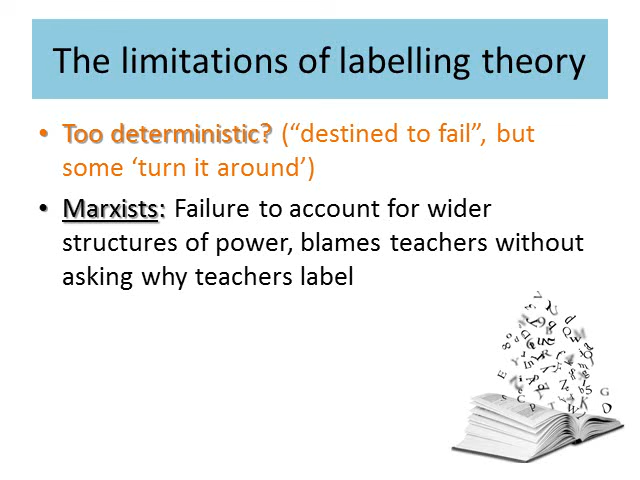 The limitations of labelling theory
• Too deterministic? (“destined to fail”, but
some ‘turn it around’)
• Marxists: Failure to account for wider
structures of power, blames teachers without
asking why teachers label